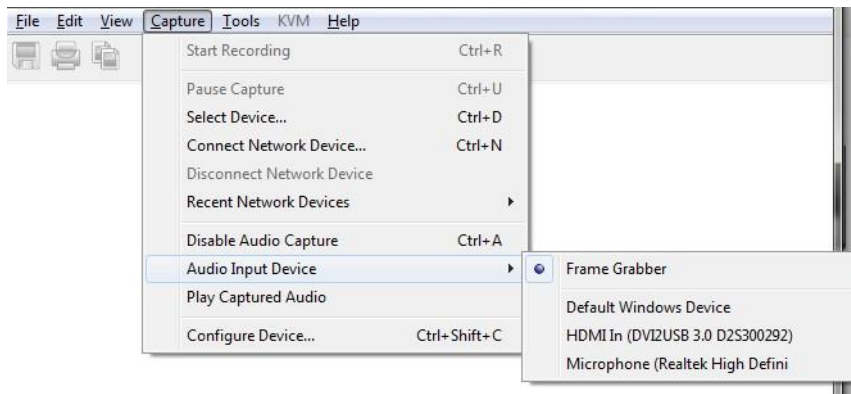 File Edit View Capture Tools KVM Help
Start Recording Ctrl+R
Pause Capture Ctrl+U
Select Device... Ctrl+D
Connect Network Device... Ctrl+N
Disconnect Network Device
Recent Network Devices
Disable Audio Capture Ctrl+A
Audio Input Device
Play Captured Audio
Configure Device... Ctrl+Shift+C
Frame Grabber
Default Windows Device
HDMI In (DVI2USB 3.0 D2S300292)
Microphone (Realtek High Defini